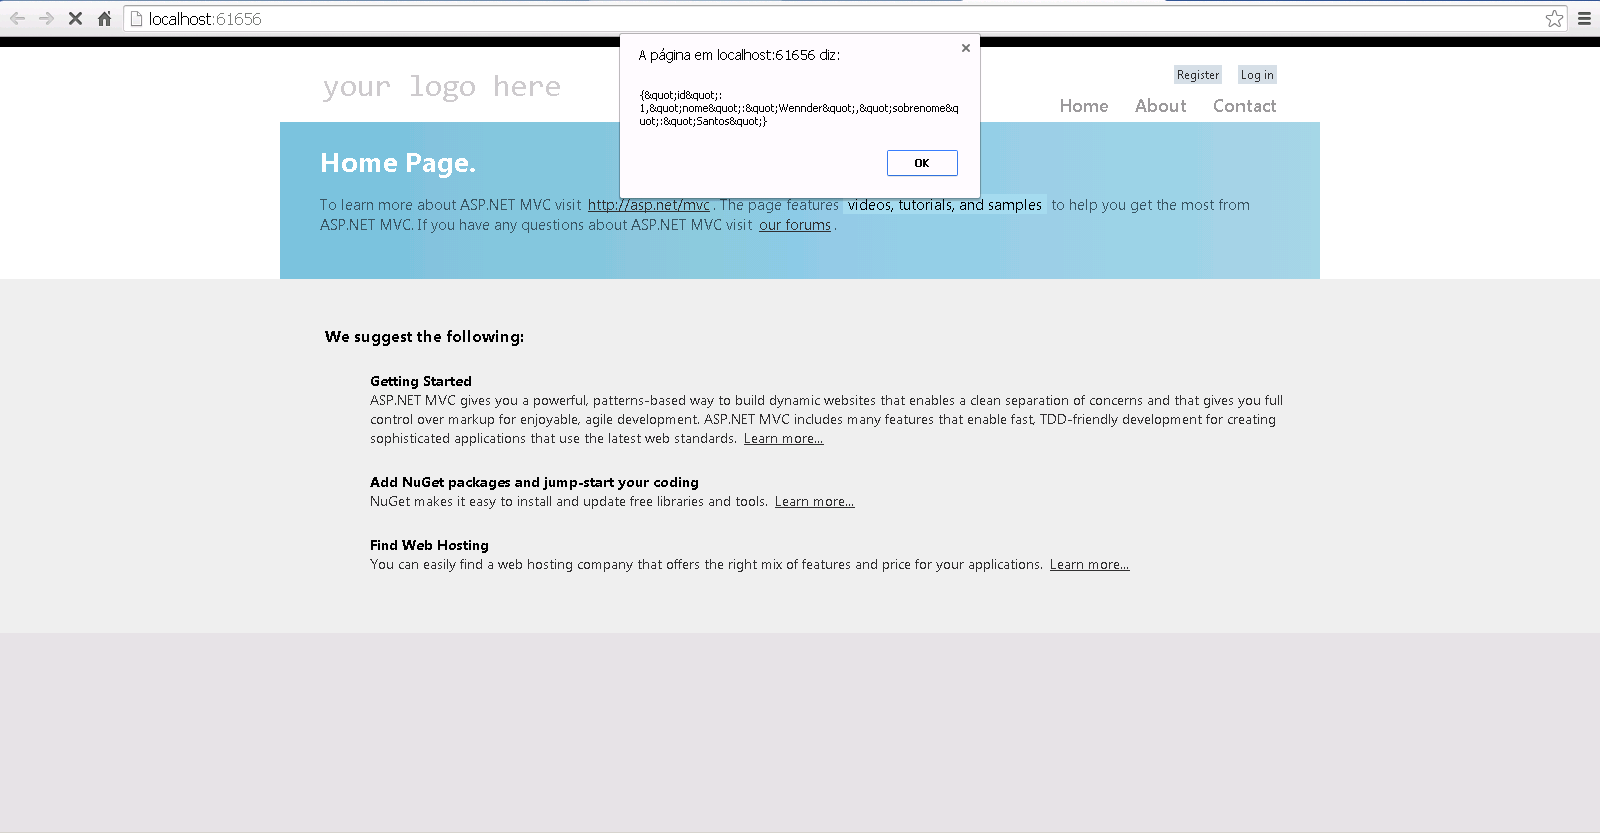 localhost:61656
A página em localhost:61656 diz:
{&quot;id&quot;:
1,&quot;nome&quot;:&quot;Wennder&quot;,&quot;sobrenome&q
uot;:&quot;Santos&quot;}
OK
your logo here
Register Log in
Home About Contact
Home Page.
To learn more about ASP.NET MVC visit http://asp.net/mvc . The page features videos, tutorials, and samples to help you get the most from
ASP.NET MVC. If you have any questions about ASP.NET MVC visit our forums .
We suggest the following:
Getting Started
ASP.NET MVC gives you a powerful, patterns-based way to build dynamic websites that enables a clean separation of concerns and that gives you full
control over markup for enjoyable, agile development. ASP.NET MVC includes many features that enable fast, TDD-friendly development for creating
sophisticated applications that use the latest web standards. Learn more...
Add NuGet packages and jump-start your coding
NuGet makes it easy to install and update free libraries and tools. Learn more...
Find Web Hosting
You can easily find a web hosting company that offers the right mix of features and price for your applications. Learn more...